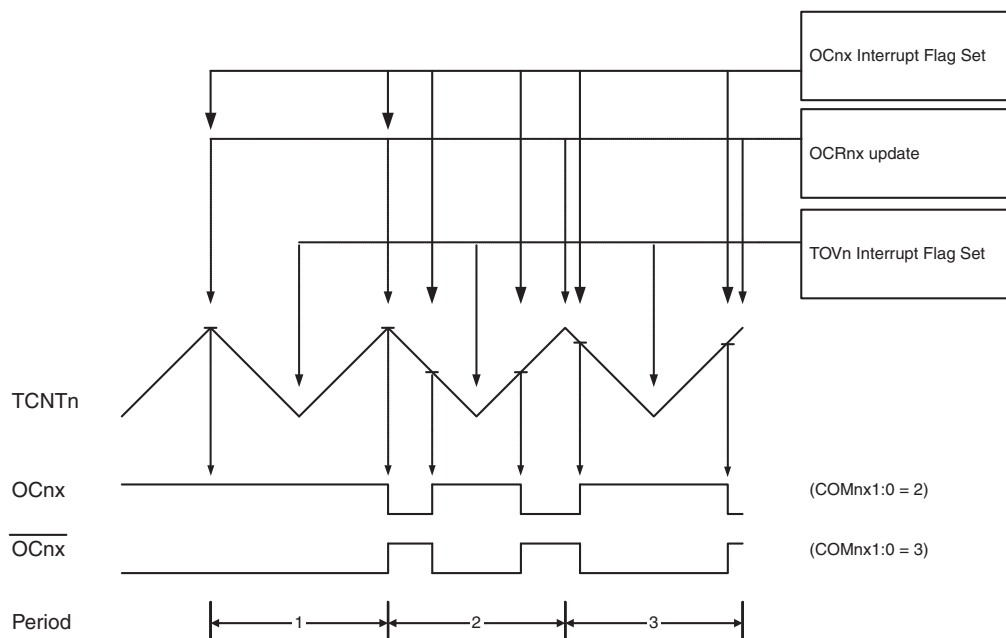 OCnx Interrupt Flag Set
OCRnx update
TOVn Interrupt Flag Set
TCNTn
OCnx
(COMnx1:0 = 2)
OCnx
(COMnx1:0 = 3)
Period
1
2
3